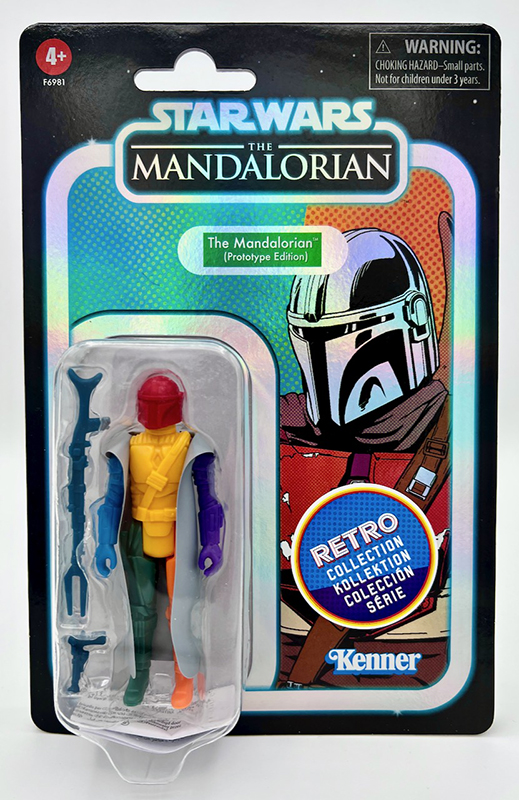 4+
F6981
⚠ WARNING:
CHOKING HAZARD–Small parts.
Not for children under 3 years.
STAR WARS
THE
MANDALORIAN
The Mandalorian™
(Prototype Edition)
RETRO
COLLECTION
KOLLEKTION
COLECCIÓN
SÉRIE
Kenner